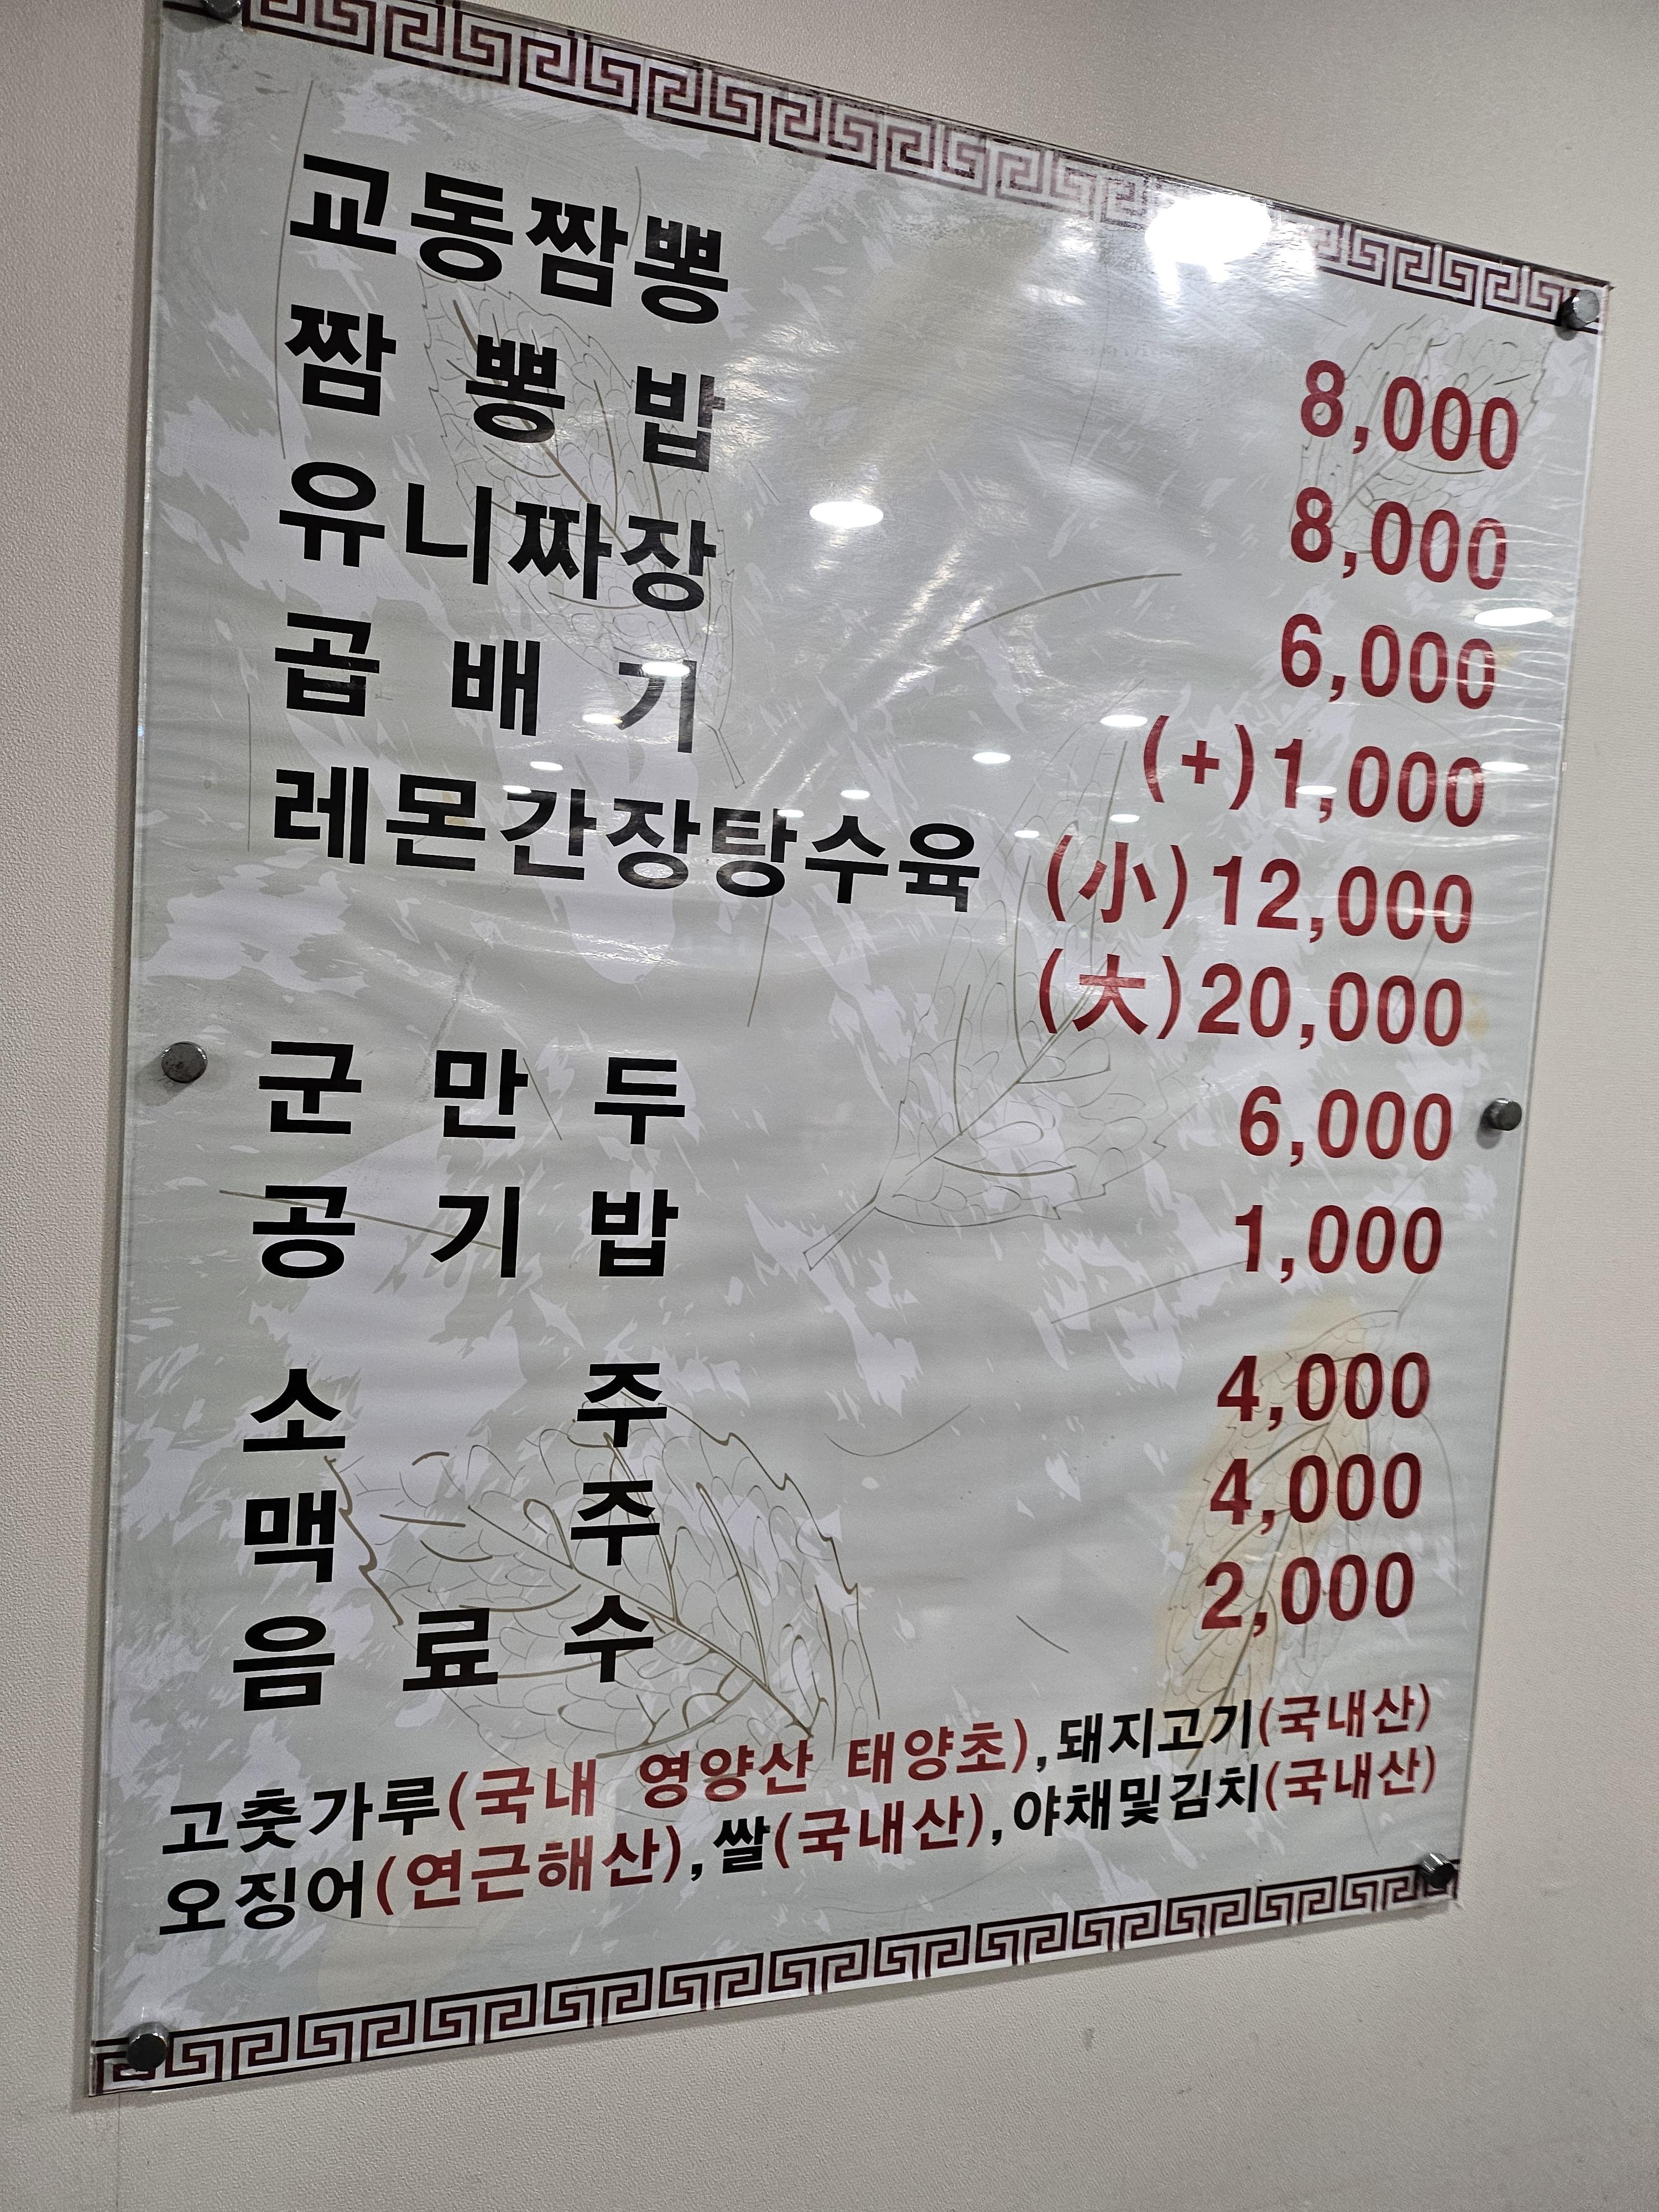 교동짬뽕 8,000
짬뽕밥 8,000
유니짜장 6,000
곱배기 (+)1,000
레몬간장탕수육 (小)12,000
(大)20,000
군만두 6,000
공기밥 1,000
소주 4,000
맥주 4,000
음료수 2,000
고춧가루(국내 영양산 태양초),돼지고기(국내산)
오징어(연근해산),쌀(국내산),야채및김치(국내산)